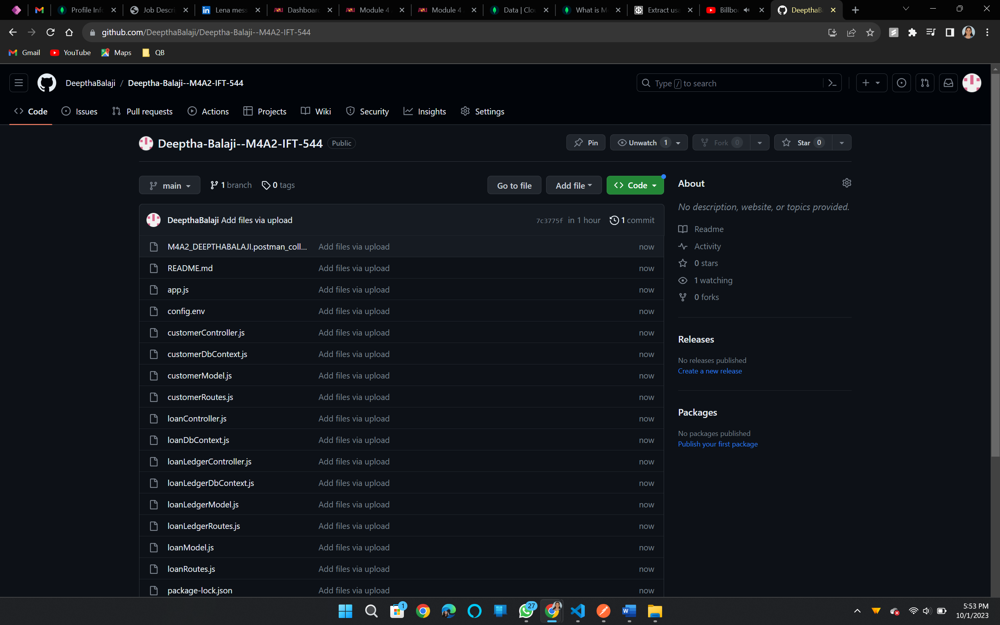 Profile Info Job Descri Lena mess Dashboard Module 4 Module 4 Data | Clou What is M Extract usa Billbo DeepthaB
github.com/DeepthaBalaji/Deeptha-Balaji--M4A2-IFT-544
Gmail YouTube Maps QB
DeepthaBalaji / Deeptha-Balaji--M4A2-IFT-544 Type / to search
Code Issues Pull requests Actions Projects Wiki Security Insights Settings
Deeptha-Balaji--M4A2-IFT-544 Public Pin Unwatch 1 Fork 0 Star 0
main 1 branch 0 tags Go to file Add file Code
About
No description, website, or topics provided.
DeepthaBalaji Add files via upload 7c3775f in 1 hour 1 commit
Readme
M4A2_DEEPTHABALAJI.postman_coll... Add files via upload now
Activity
README.md Add files via upload now
0 stars
app.js Add files via upload now
1 watching
0 forks
config.env Add files via upload now
customerController.js Add files via upload now
Releases
customerDbContext.js Add files via upload now
No releases published
Create a new release
customerModel.js Add files via upload now
customerRoutes.js Add files via upload now
Packages
loanController.js Add files via upload now
No packages published
loanDbContext.js Add files via upload now
Publish your first package
loanLedgerController.js Add files via upload now
loanLedgerDbContext.js Add files via upload now
loanLedgerModel.js Add files via upload now
loanLedgerRoutes.js Add files via upload now
loanModel.js Add files via upload now
loanRoutes.js Add files via upload now
package-lock.json Add files via upload now
1 27
5:53 PM
10/1/2023